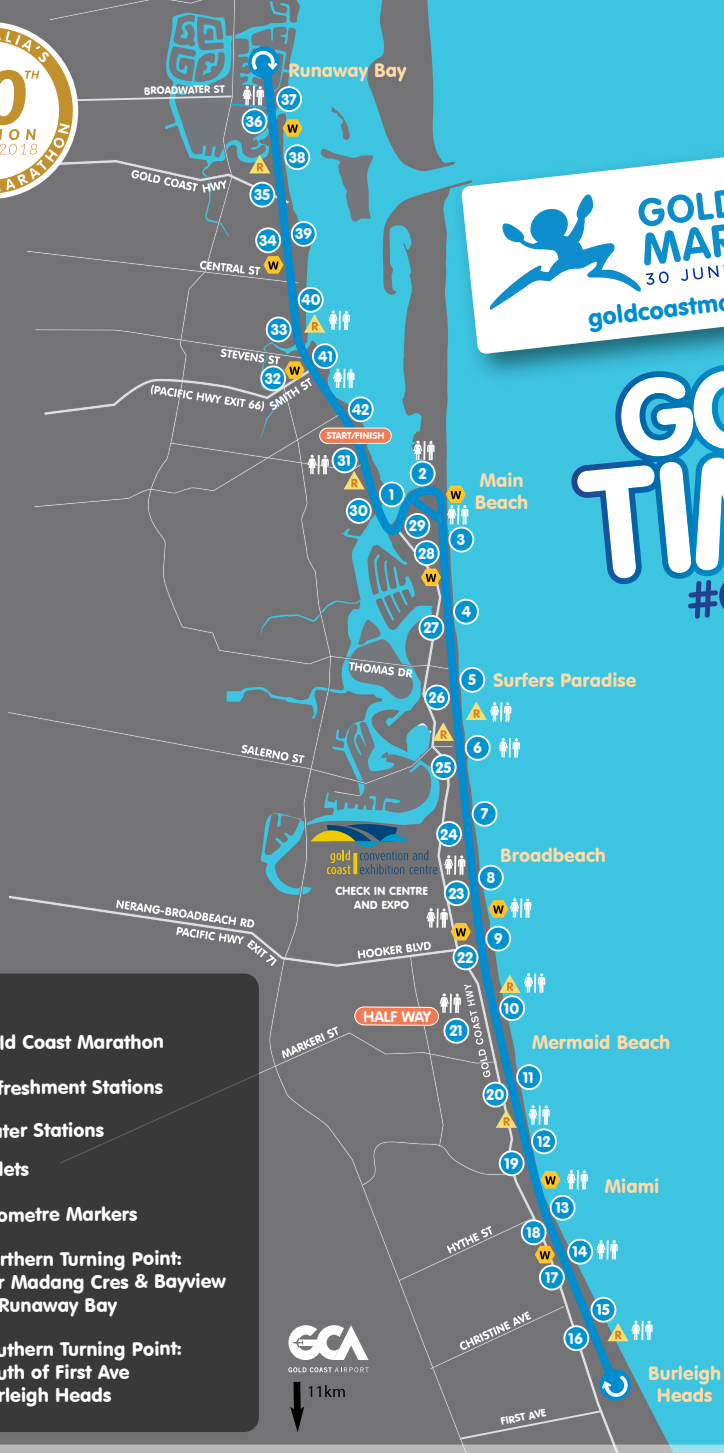 TH
2018
MARATHON
Runaway Bay
BROADWATER ST
37
36
W
38
R
GOLD COAST HWY
35
34
39
CENTRAL ST
W
40
33
R
STEVENS ST
41
32
W
(PACIFIC HWY EXIT 66)
SMITH ST
42
START/FINISH
31
R
30
1
2
W
Main
Beach
29
3
28
W
4
27
THOMAS DR
5
Surfers Paradise
26
R
R
6
SALERNO ST
25
7
24
gold
coast
convention and
exhibition centre
Broadbeach
8
CHECK IN CENTRE
AND EXPO
23
W
NERANG-BROADBEACH RD
PACIFIC HWY EXIT 71
W
9
HOOKER BLVD
22
R
10
HALF WAY
21
GOLD COAST HWY
MARKERI ST
Mermaid Beach
11
20
R
12
19
W
Miami
13
HYTHE ST
18
W
14
17
CHRISTINE AVE
15
16
R
Burleigh
Heads
FIRST AVE
GCA
GOLD COAST AIRPORT
11km
30 JUN
#
ld Coast Marathon
freshment Stations
ater Stations
lets
ometre Markers
rthern Turning Point:
r Madang Cres & Bayview
Runaway Bay
uthern Turning Point:
uth of First Ave
rleigh Heads